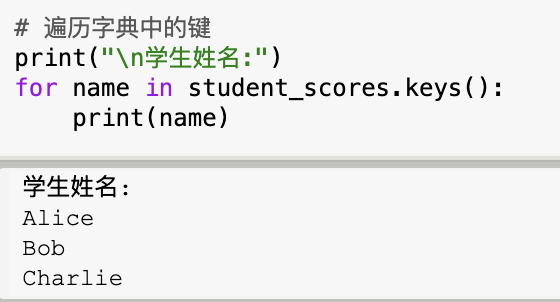 # 遍历字典中的键
print("\n学生姓名:")
for name in student_scores.keys():
    print(name)
学生姓名:
Alice
Bob
Charlie